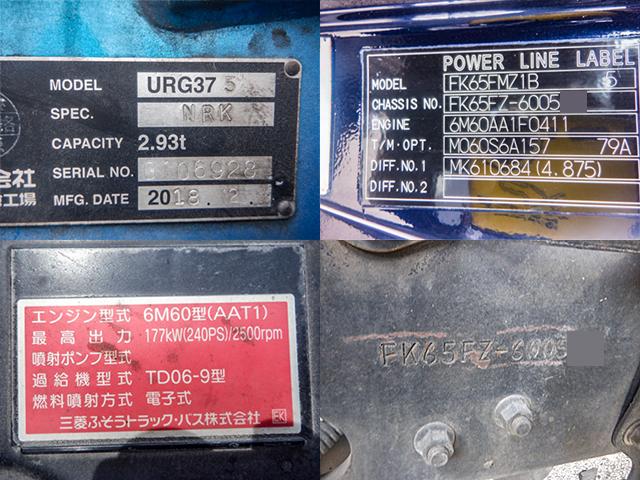 MODEL URG37 5
SPEC. NRK
CAPACITY 2.93t
SERIAL NO.
MFG. DATE 2018. 2.
会社
工場
POWER LINE LABEL
MODEL FK65FMZ1B 5
CHASSIS NO. FK65FZ-6005
ENGINE 6M60AA1F0411
T/M·OPT. M060S6A157 79A
DIFF.NO.1 MK610684(4.875)
DIFF.NO.2
エンジン型式 6M60型(AAT1)
最高出力 177kW(240PS)/2500rpm
噴射ポンプ型式
過給機型式 TD06-9型
燃料噴射方式 電子式
三菱ふそうトラック・バス株式会社 FK
FK65FZ-6005